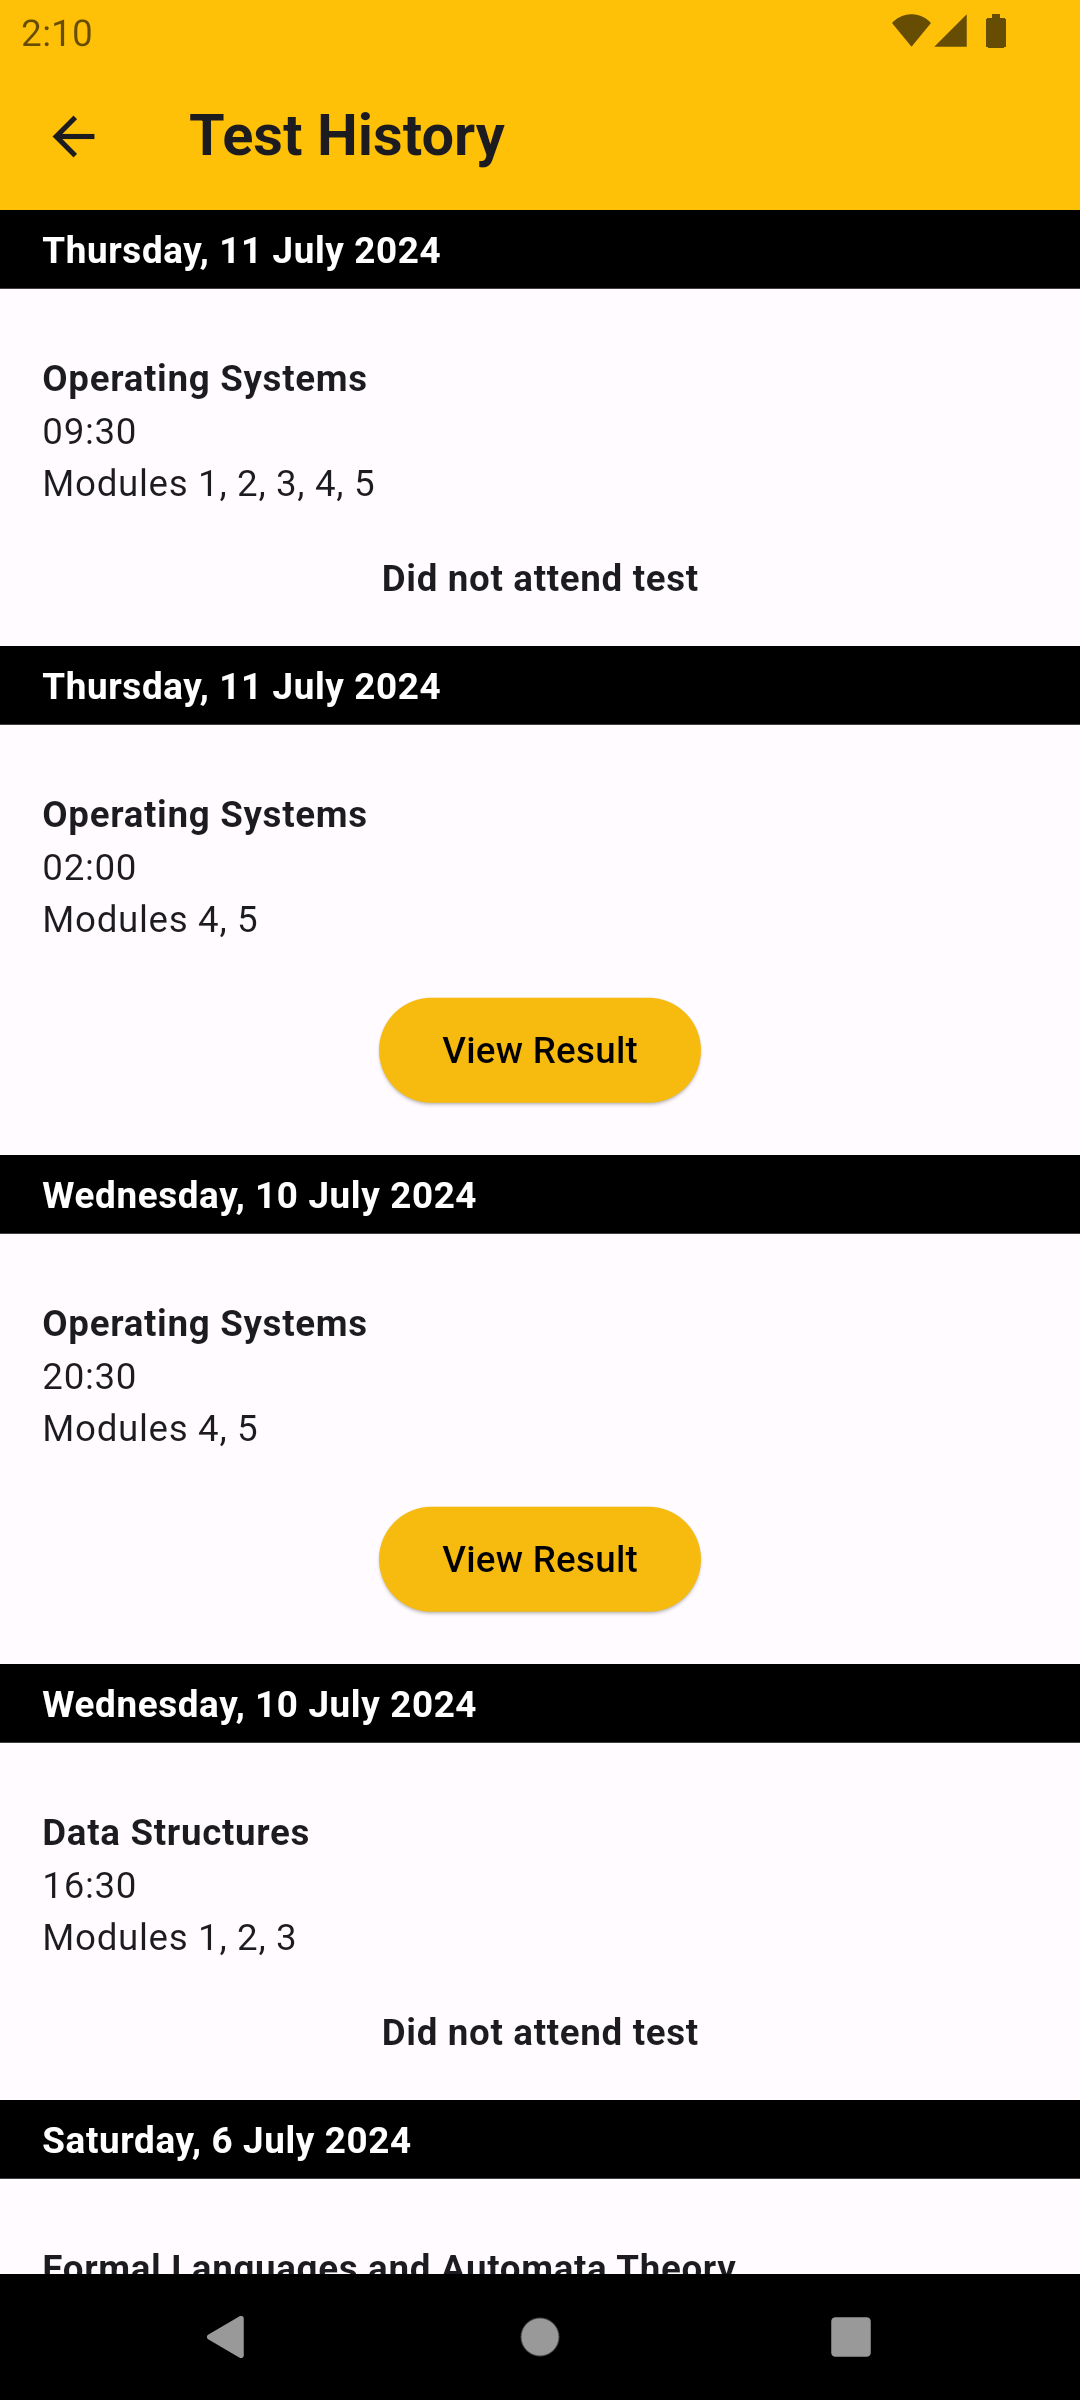 2:10
Test History
Thursday, 11 July 2024
Operating Systems
09:30
Modules 1, 2, 3, 4, 5
Did not attend test
Thursday, 11 July 2024
Operating Systems
02:00
Modules 4, 5
View Result
Wednesday, 10 July 2024
Operating Systems
20:30
Modules 4, 5
View Result
Wednesday, 10 July 2024
Data Structures
16:30
Modules 1, 2, 3
Did not attend test
Saturday, 6 July 2024
Formal Languages and Automata Theory